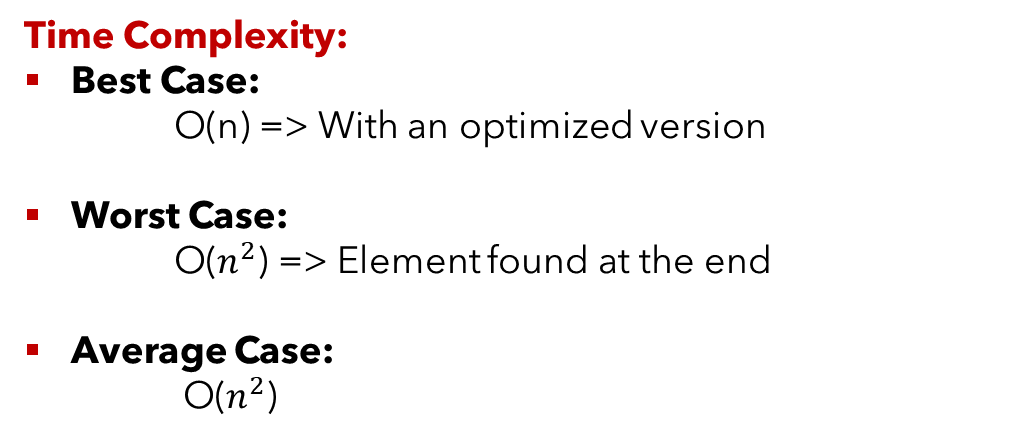 Time Complexity:
▪ Best Case:
O(n) => With an optimized version
▪ Worst Case:
O(n²) => Element found at the end
▪ Average Case:
O(n²)